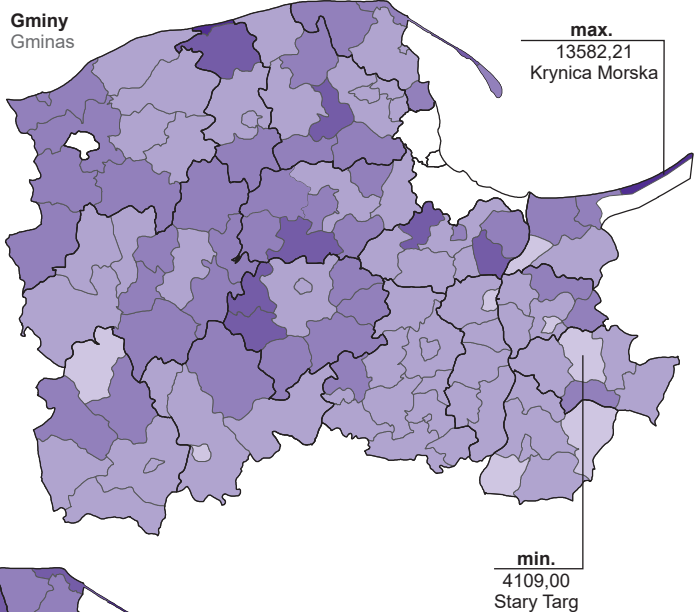 Gminy
Gminas
max.
13582,21
Krynica Morska
min.
4109,00
Stary Targ